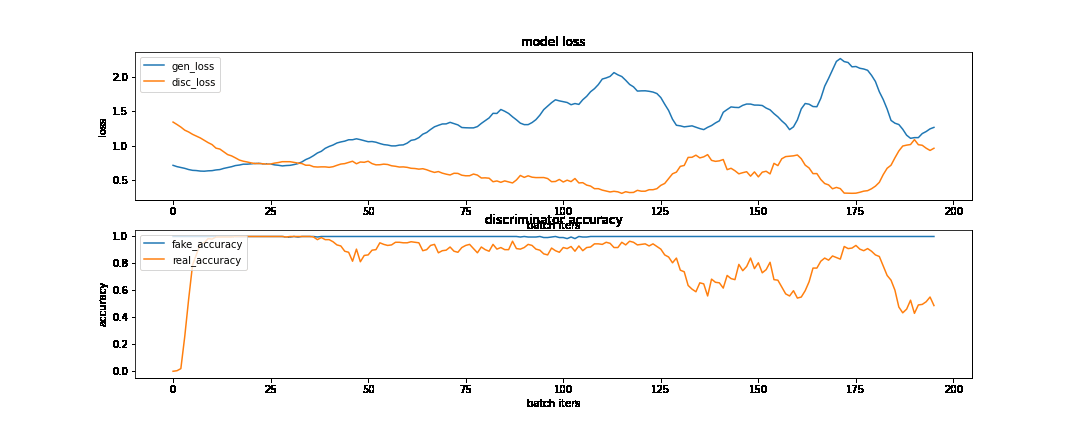 model loss
gen_loss
disc_loss
loss
2.0
1.5
1.0
0.5
0 25 50 75 100 125 150 175 200
batch iters
discriminator accuracy
fake_accuracy
real_accuracy
accuracy
1.0
0.8
0.6
0.4
0.2
0.0
0 25 50 75 100 125 150 175 200
batch iters